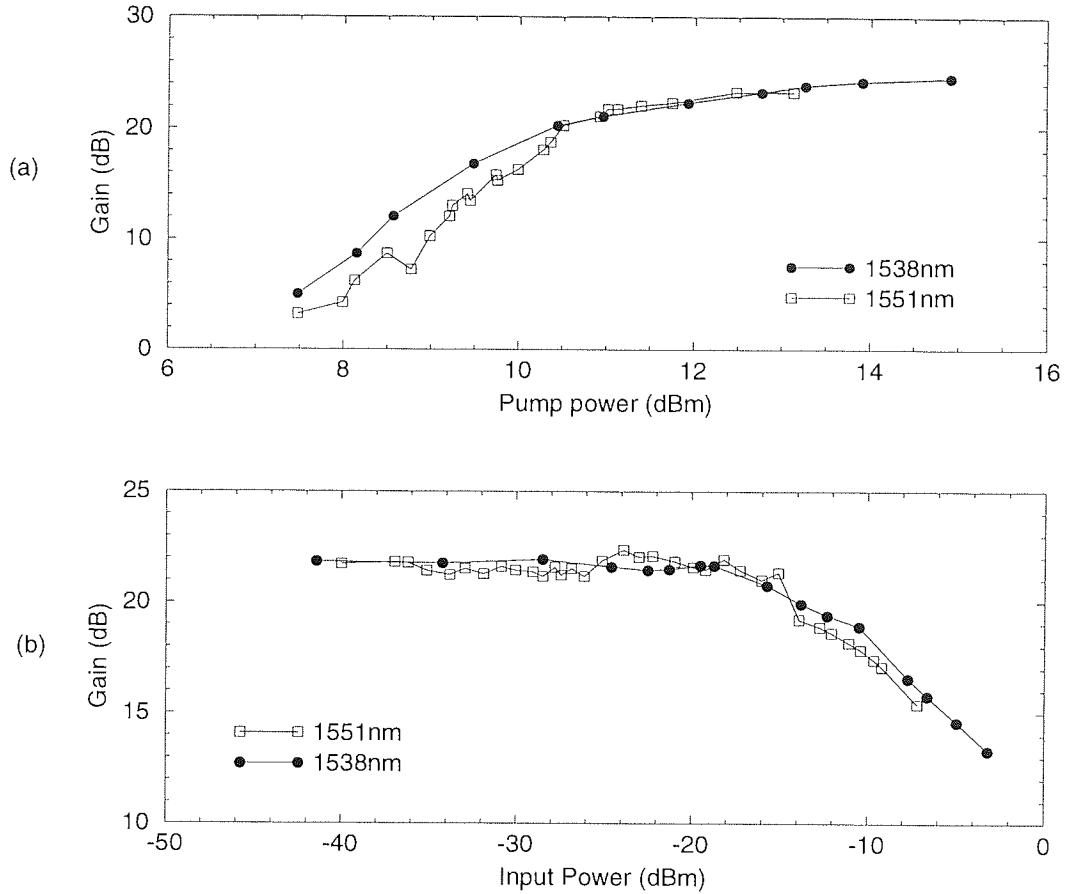 (a)
Gain (dB)
30
20
10
0
1538nm
1551nm
6 8 10 12 14 16
Pump power (dBm)
(b)
Gain (dB)
25
20
15
10
1551nm
1538nm
-50 -40 -30 -20 -10 0
Input Power (dBm)